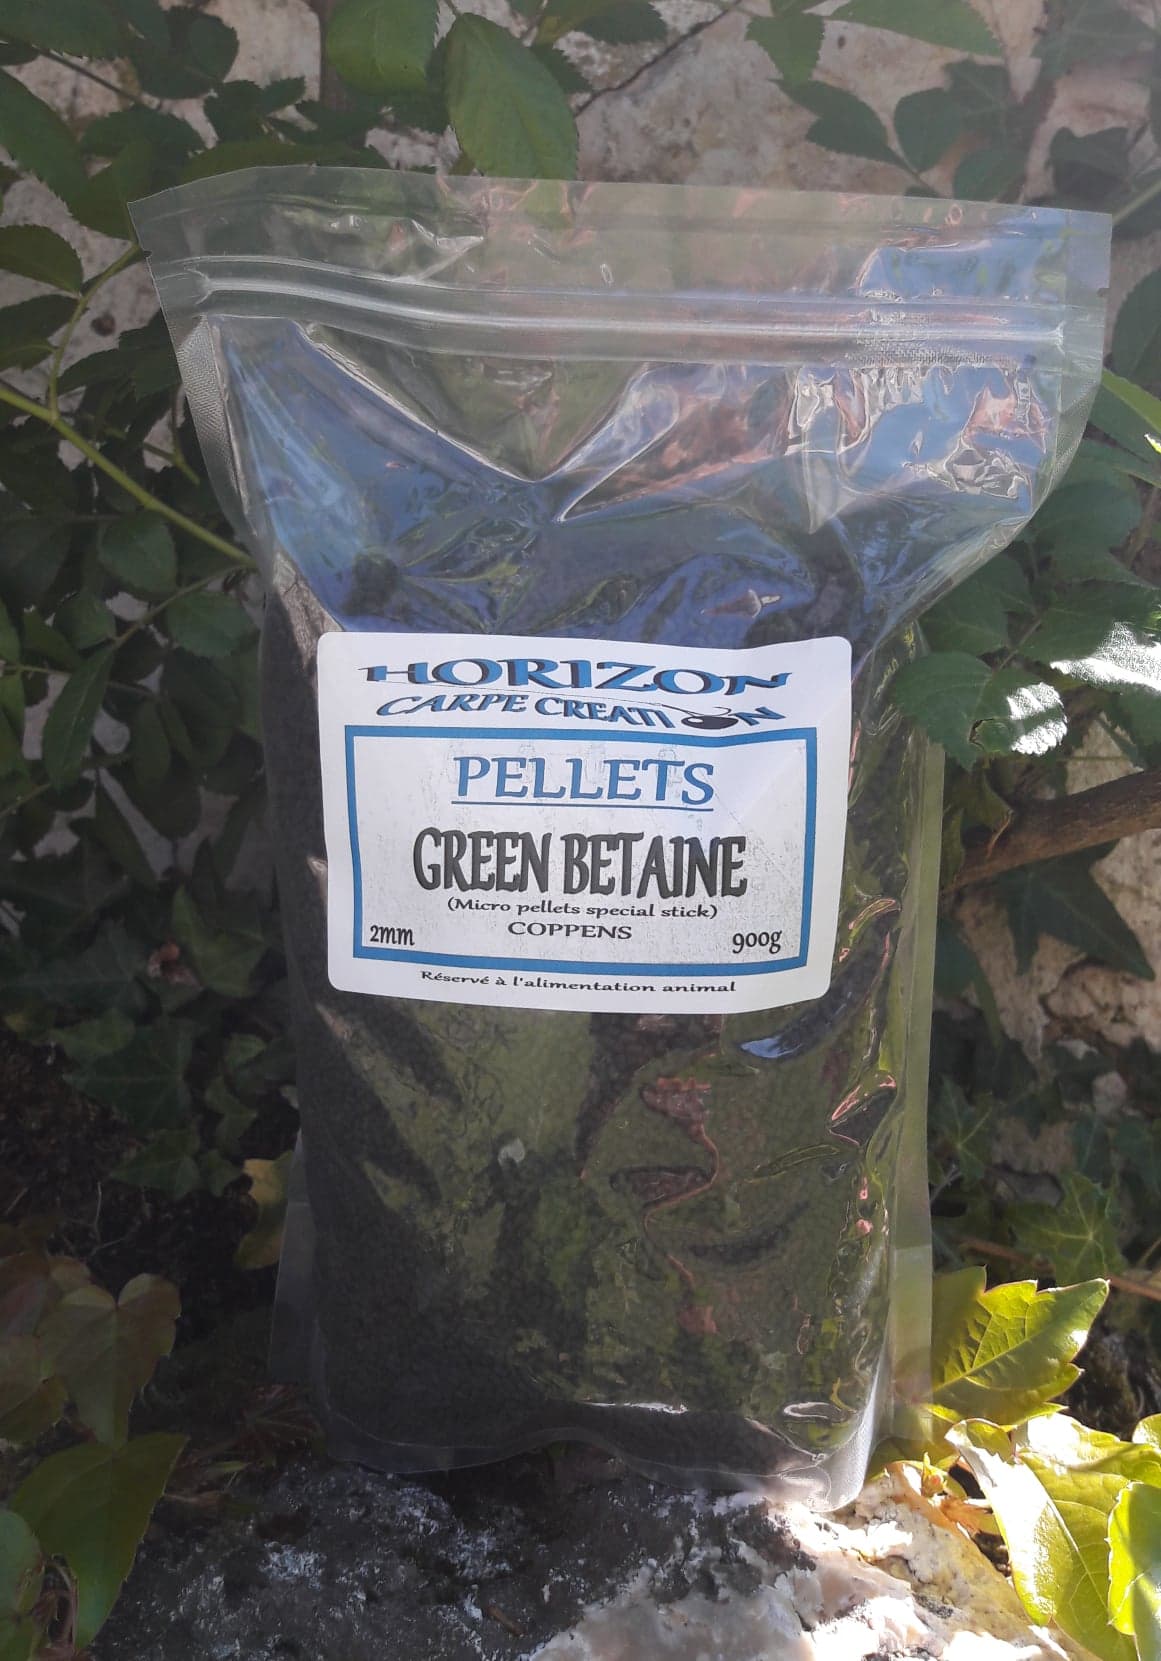 HORIZON
CARPE CREATION
PELLETS
GREEN BETAINE
(Micro pellets special stick)
COPPENS
2mm 900g
Réservé à l'alimentation animal